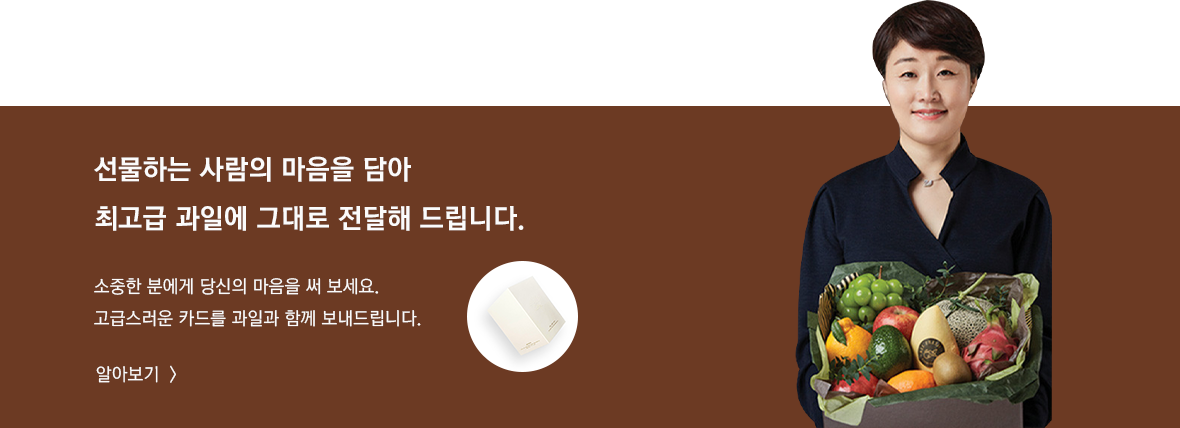 선물하는 사람의 마음을 담아
최고급 과일에 그대로 전달해 드립니다.
소중한 분에게 당신의 마음을 써 보세요.
고급스러운 카드를 과일과 함께 보내드립니다.
알아보기 〉